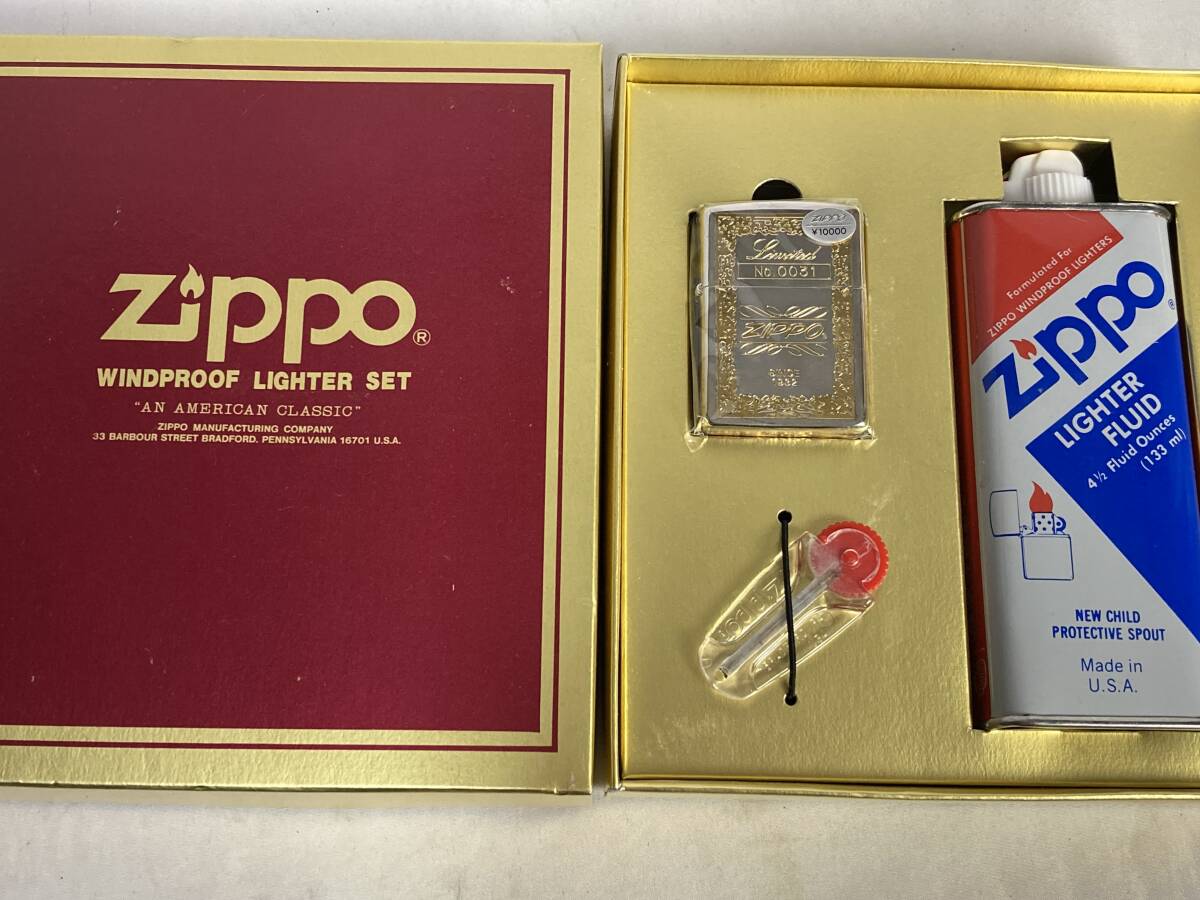 Zippo®
WINDPROOF LIGHTER SET
"AN AMERICAN CLASSIC"
ZIPPO MANUFACTURING COMPANY
33 BARBOUR STREET BRADFORD. PENNSYLVANIA 16701 U.S.A.
ZIPPO
¥10000
Limited
No.0031
ZIPPO
SINCE
1932
Formulated For
ZIPPO WINDPROOF LIGHTERS
Zippo®
LIGHTER
FLUID
4½ Fluid Ounces
(133 ml)
NEW CHILD
PROTECTIVE SPOUT
Made in
U.S.A.